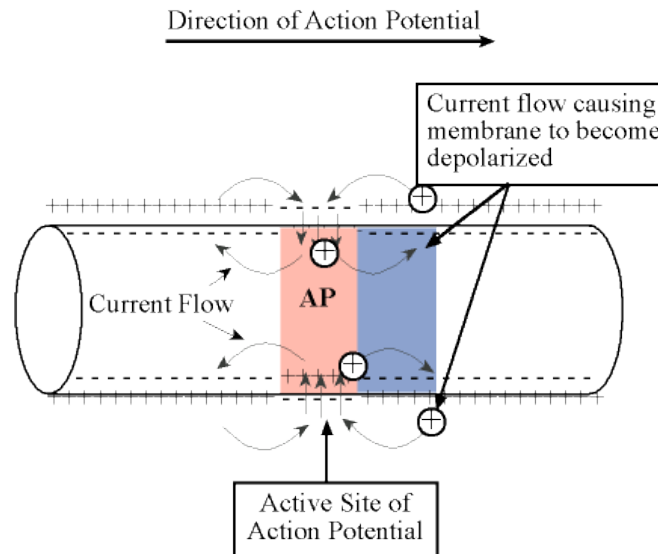 Direction of Action Potential
Current flow causing
membrane to become
depolarized
Current Flow
AP
Active Site of
Action Potential